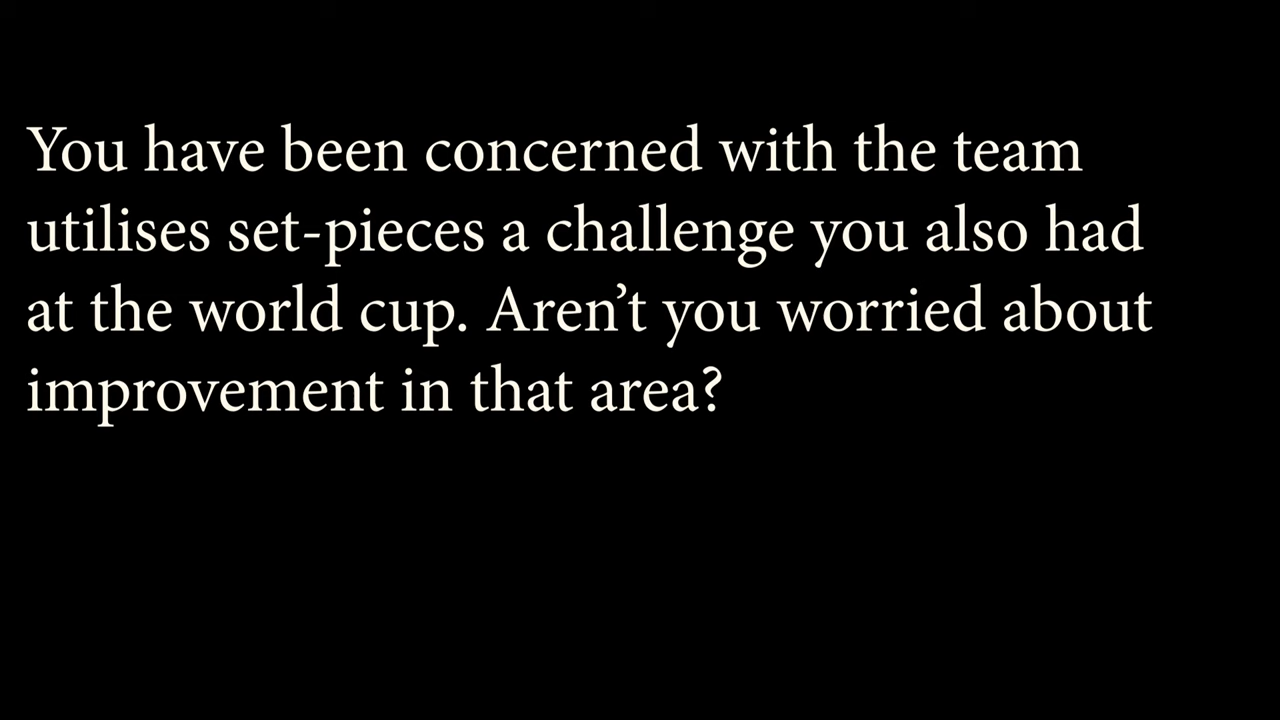 You have been concerned with the team
utilises set-pieces a challenge you also had
at the world cup. Aren’t you worried about
improvement in that area?